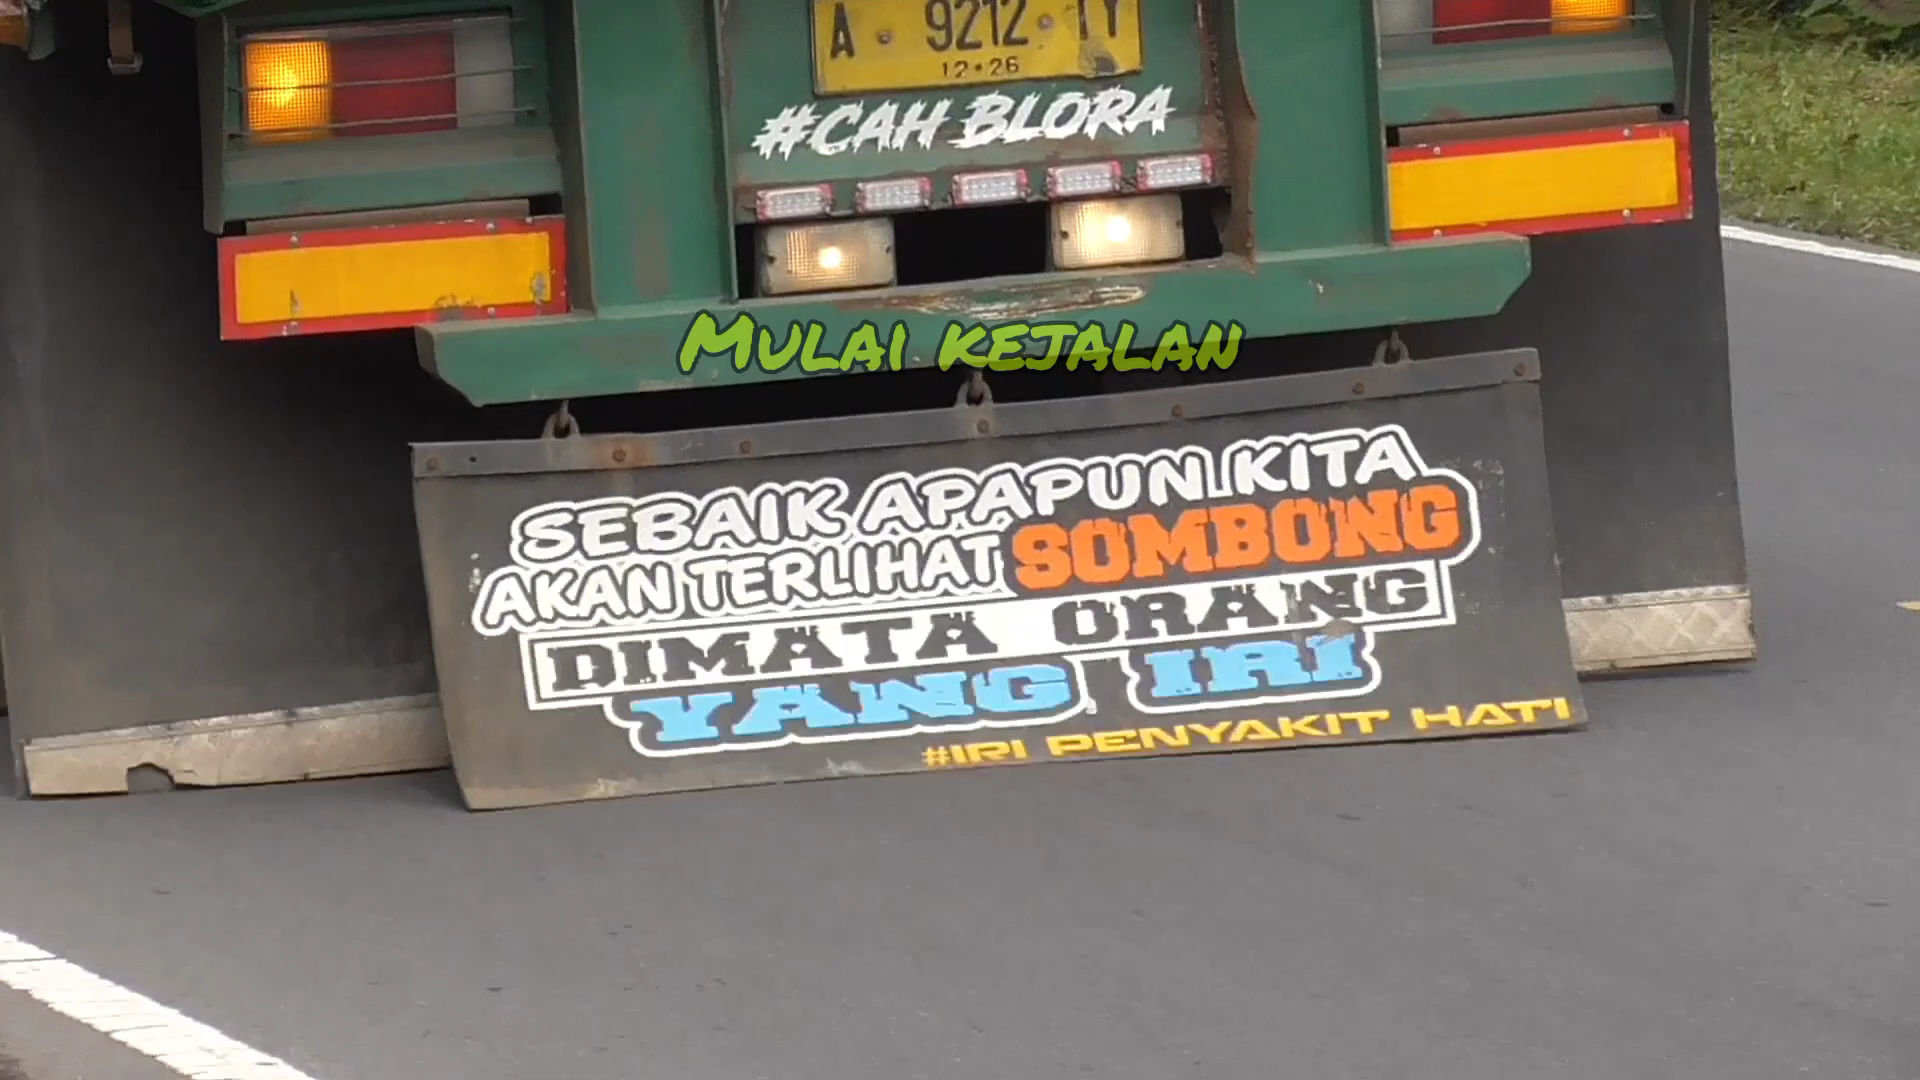 A 9212 TY
12•26
#CAH BLORA
MULAI KEJALAN
SEBAIK APAPUN KITA
AKAN TERLIHAT SOMBONG
DIMATA ORANG
YANG IRI
#IRI PENYAKIT HATI